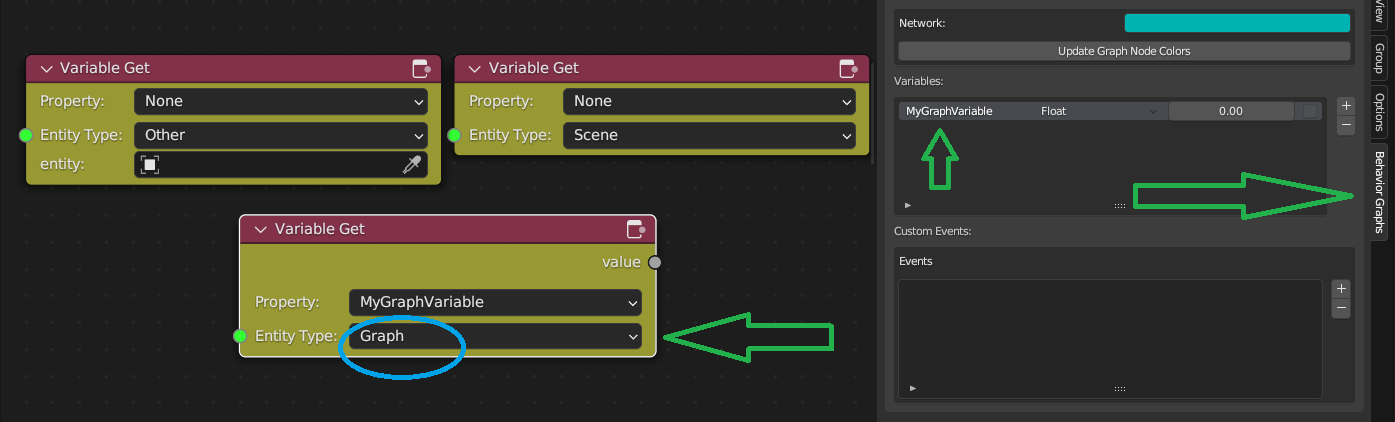 Variable Get
Property: None
Entity Type: Other
entity:
Variable Get
Property: None
Entity Type: Scene
Variable Get
value
Property: MyGraphVariable
Entity Type: Graph
Network:
Update Graph Node Colors
Variables:
MyGraphVariable Float 0.00
Custom Events:
Events
View
Group
Options
Behavior Graphs